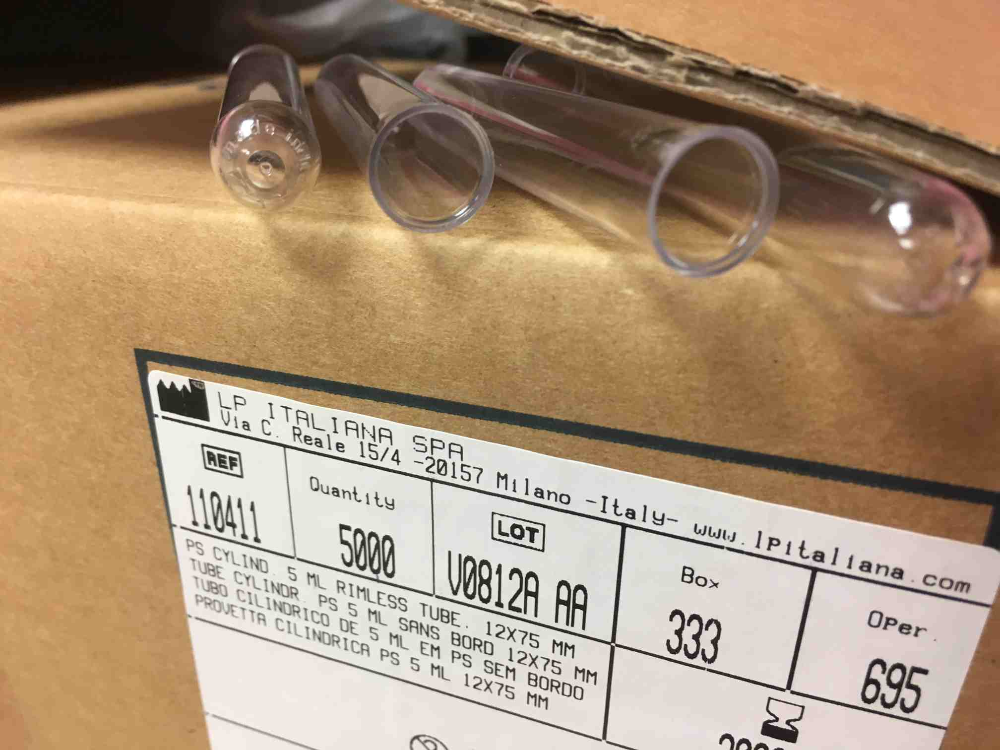 made in
LP ITALIANA SPA
Via C. Reale 15/4 -20157 Milano -Italy- www.lpitaliana.com
REF
110411
Quantity
5000
LOT
V0812A AA
Box
333
Oper.
695
PS CYLIND. 5 ML RIMLESS TUBE. 12X75 MM
TUBE CYLINDR. PS 5 ML SANS BORD 12X75 MM
TUBO CILINDRICO DE 5 ML EM PS SEM BORDO
PROVETTA CILINDRICA PS 5 ML 12X75 MM